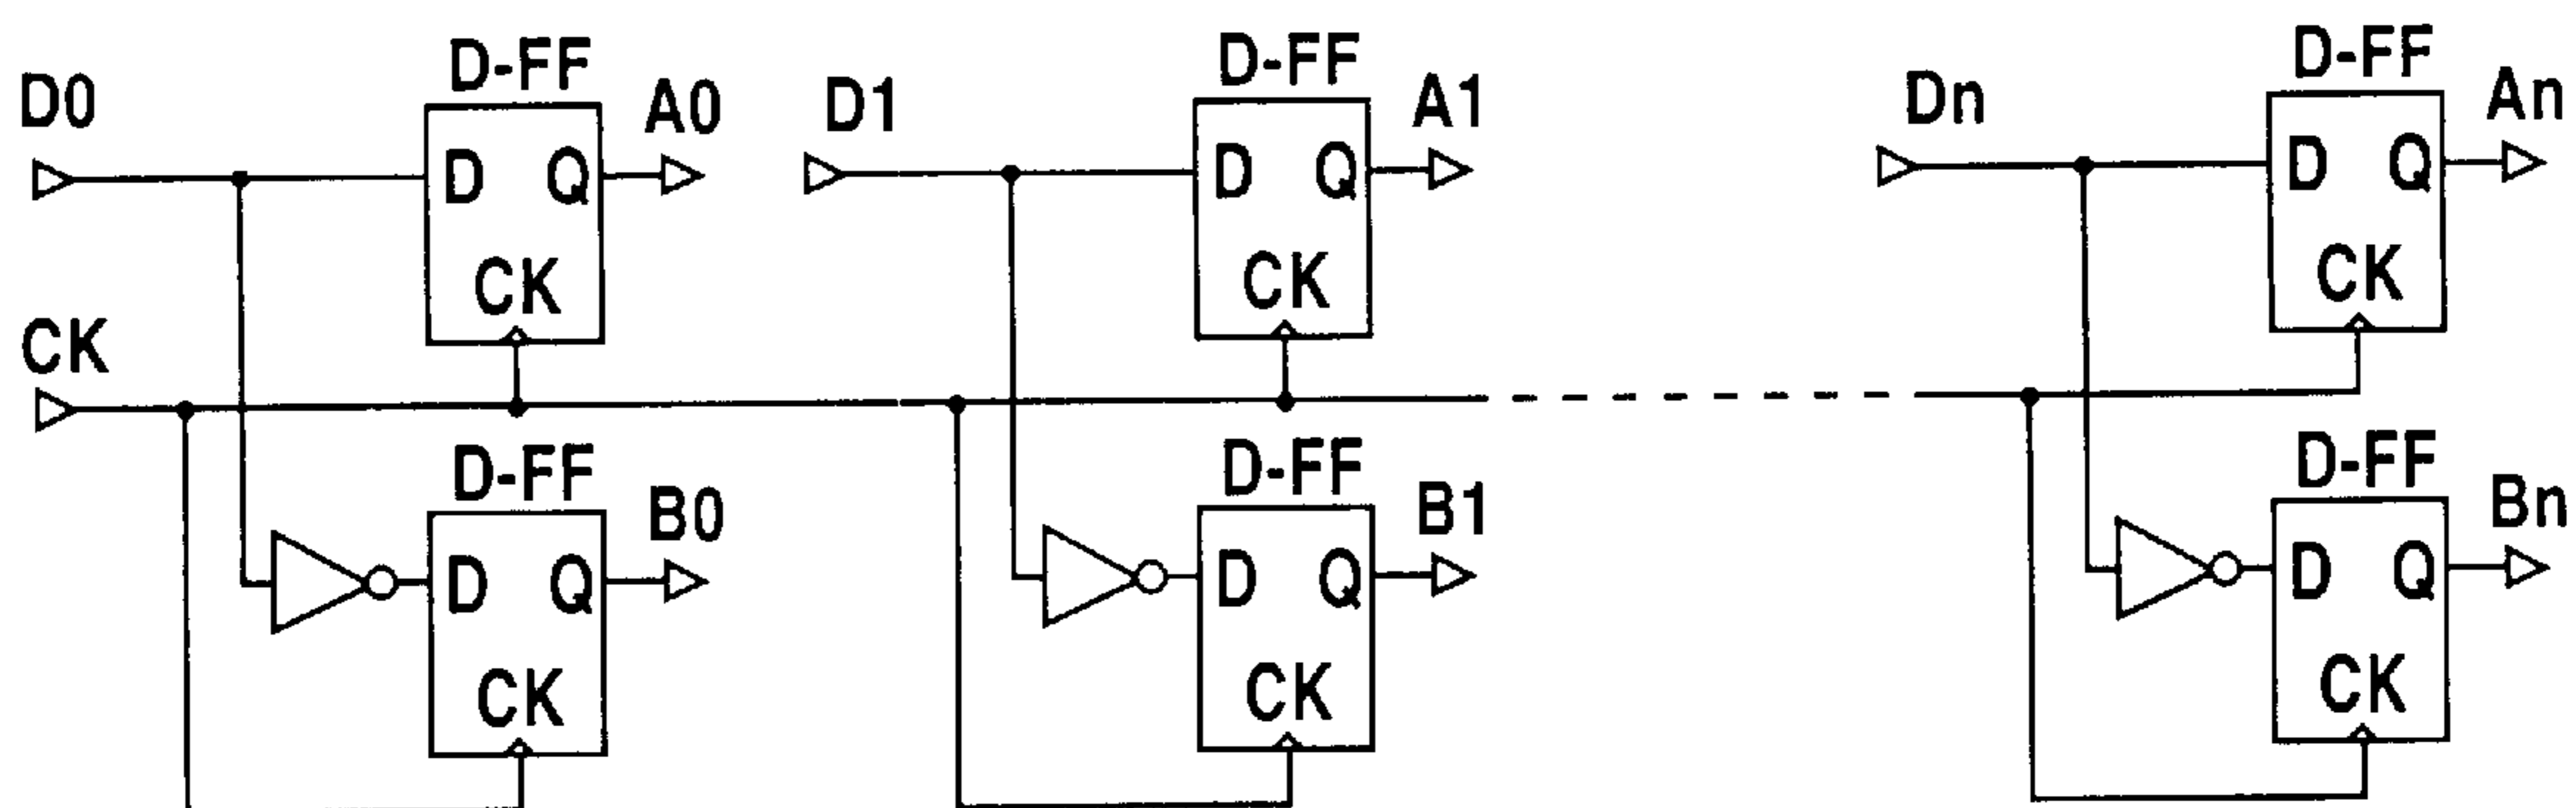 D-FF D-FF D-FF
D0 A0 D1 A1 Dn An
D Q D Q D Q
CK CK CK
CK
D-FF D-FF D-FF
B0 B1 Bn
D Q D Q D Q
CK CK CK